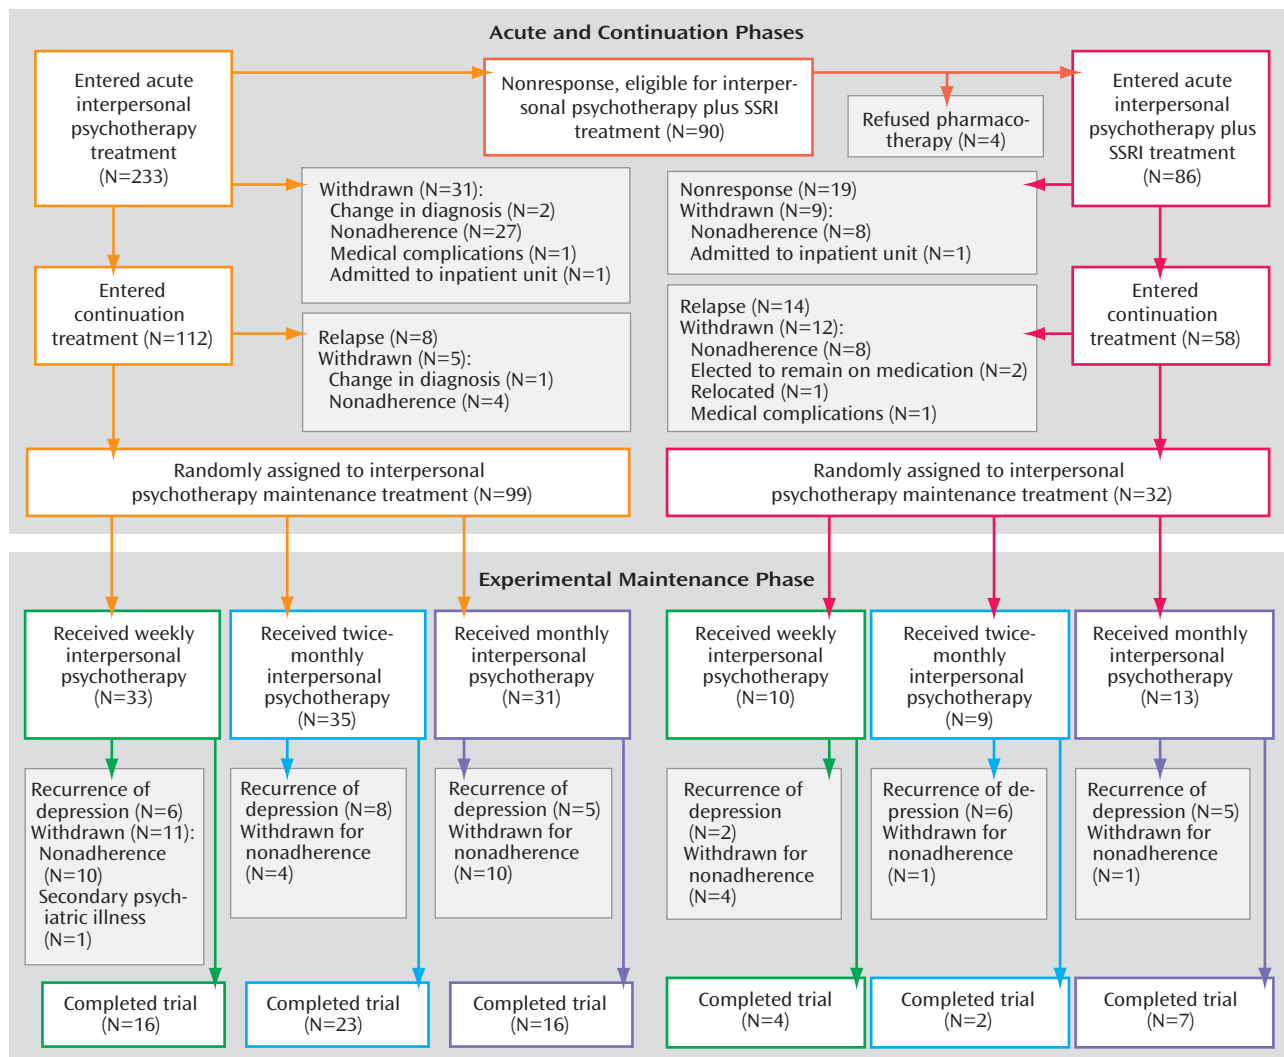 Acute and Continuation Phases
Entered acute
interpersonal
psychotherapy
treatment
(N=233)
Nonresponse, eligible for interper-
sonal psychotherapy plus SSRI
treatment (N=90)
Refused pharmaco-
therapy (N=4)
Entered acute
interpersonal
psychotherapy plus
SSRI treatment
(N=86)
Withdrawn (N=31):
Change in diagnosis (N=2)
Nonadherence (N=27)
Medical complications (N=1)
Admitted to inpatient unit (N=1)
Nonresponse (N=19)
Withdrawn (N=9):
Nonadherence (N=8)
Admitted to inpatient unit (N=1)
Entered
continuation
treatment (N=112)
Relapse (N=8)
Withdrawn (N=5):
Change in diagnosis (N=1)
Nonadherence (N=4)
Relapse (N=14)
Withdrawn (N=12):
Nonadherence (N=8)
Elected to remain on medication (N=2)
Relocated (N=1)
Medical complications (N=1)
Entered
continuation
treatment (N=58)
Randomly assigned to interpersonal
psychotherapy maintenance treatment (N=99)
Randomly assigned to interpersonal
psychotherapy maintenance treatment (N=32)
Experimental Maintenance Phase
Received weekly
interpersonal
psychotherapy
(N=33)
Received twice-
monthly
interpersonal
psychotherapy
(N=35)
Received monthly
interpersonal
psychotherapy
(N=31)
Received weekly
interpersonal
psychotherapy
(N=10)
Received twice-
monthly
interpersonal
psychotherapy
(N=9)
Received monthly
interpersonal
psychotherapy
(N=13)
Recurrence of
depression (N=6)
Withdrawn (N=11):
Nonadherence
(N=10)
Secondary psych-
iatric illness
(N=1)
Recurrence of
depression (N=8)
Withdrawn for
nonadherence
(N=4)
Recurrence of
depression (N=5)
Withdrawn for
nonadherence
(N=10)
Recurrence of
depression
(N=2)
Withdrawn for
nonadherence
(N=4)
Recurrence of de-
pression (N=6)
Withdrawn for
nonadherence
(N=1)
Recurrence of
depression (N=5)
Withdrawn for
nonadherence
(N=1)
Completed trial
(N=16)
Completed trial
(N=23)
Completed trial
(N=16)
Completed trial
(N=4)
Completed trial
(N=2)
Completed trial
(N=7)